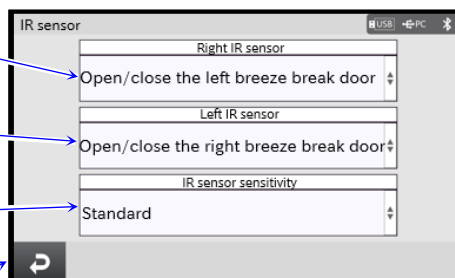 IR sensor
USB PC
Right IR sensor
Open/close the left breeze break door
Left IR sensor
Open/close the right breeze break door
IR sensor sensitivity
Standard